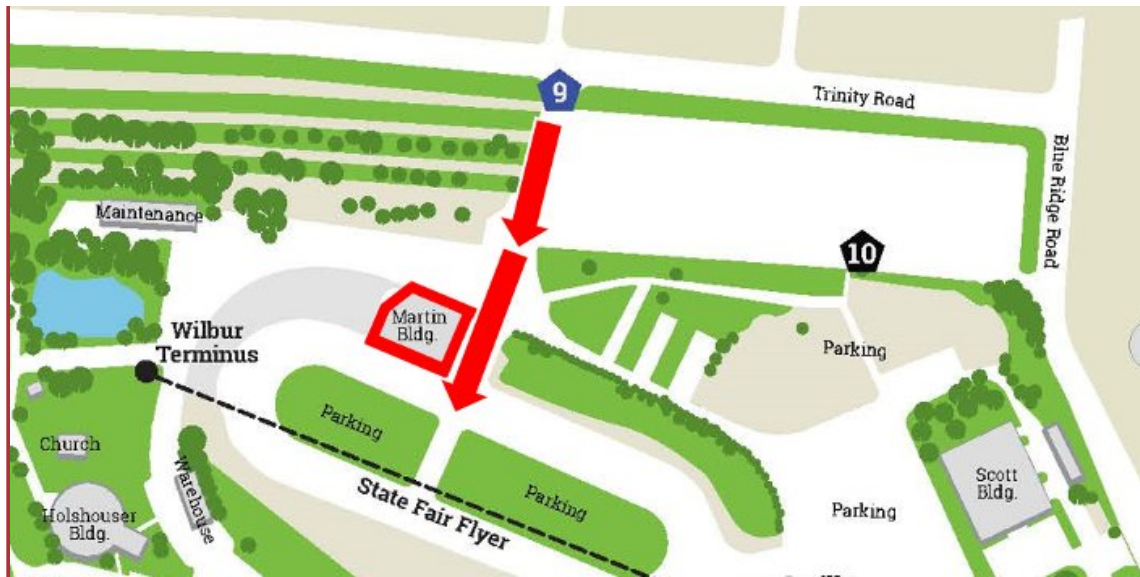 9
Trinity Road
Blue Ridge Road
Maintenance
10
Wilbur
Terminus
Martin
Bldg.
Parking
Parking
Church
Warehouse
State Fair Flyer
Parking
Scott
Bldg.
Parking
Holshouser
Bldg.